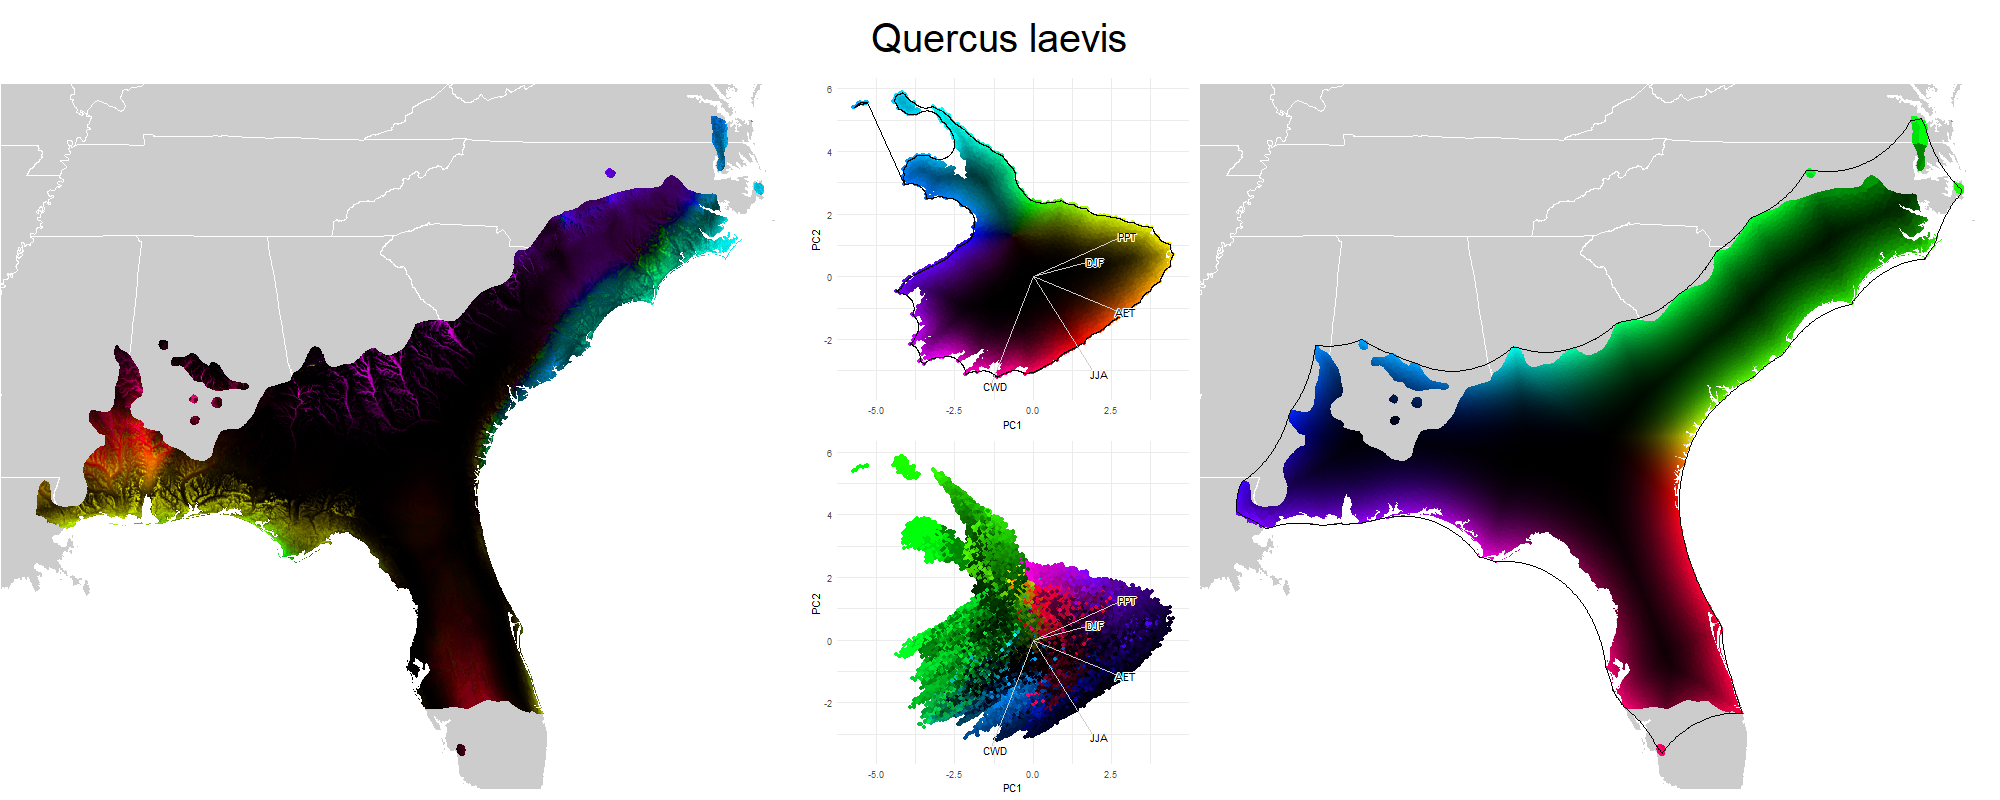 Quercus laevis
6
4
2
0
-2
PC2
PPT
DJF
AET
JJA
CWD
-5.0 -2.5 0.0 2.5
PC1
6
4
2
0
-2
PC2
PPT
DJF
AET
JJA
CWD
-5.0 -2.5 0.0 2.5
PC1